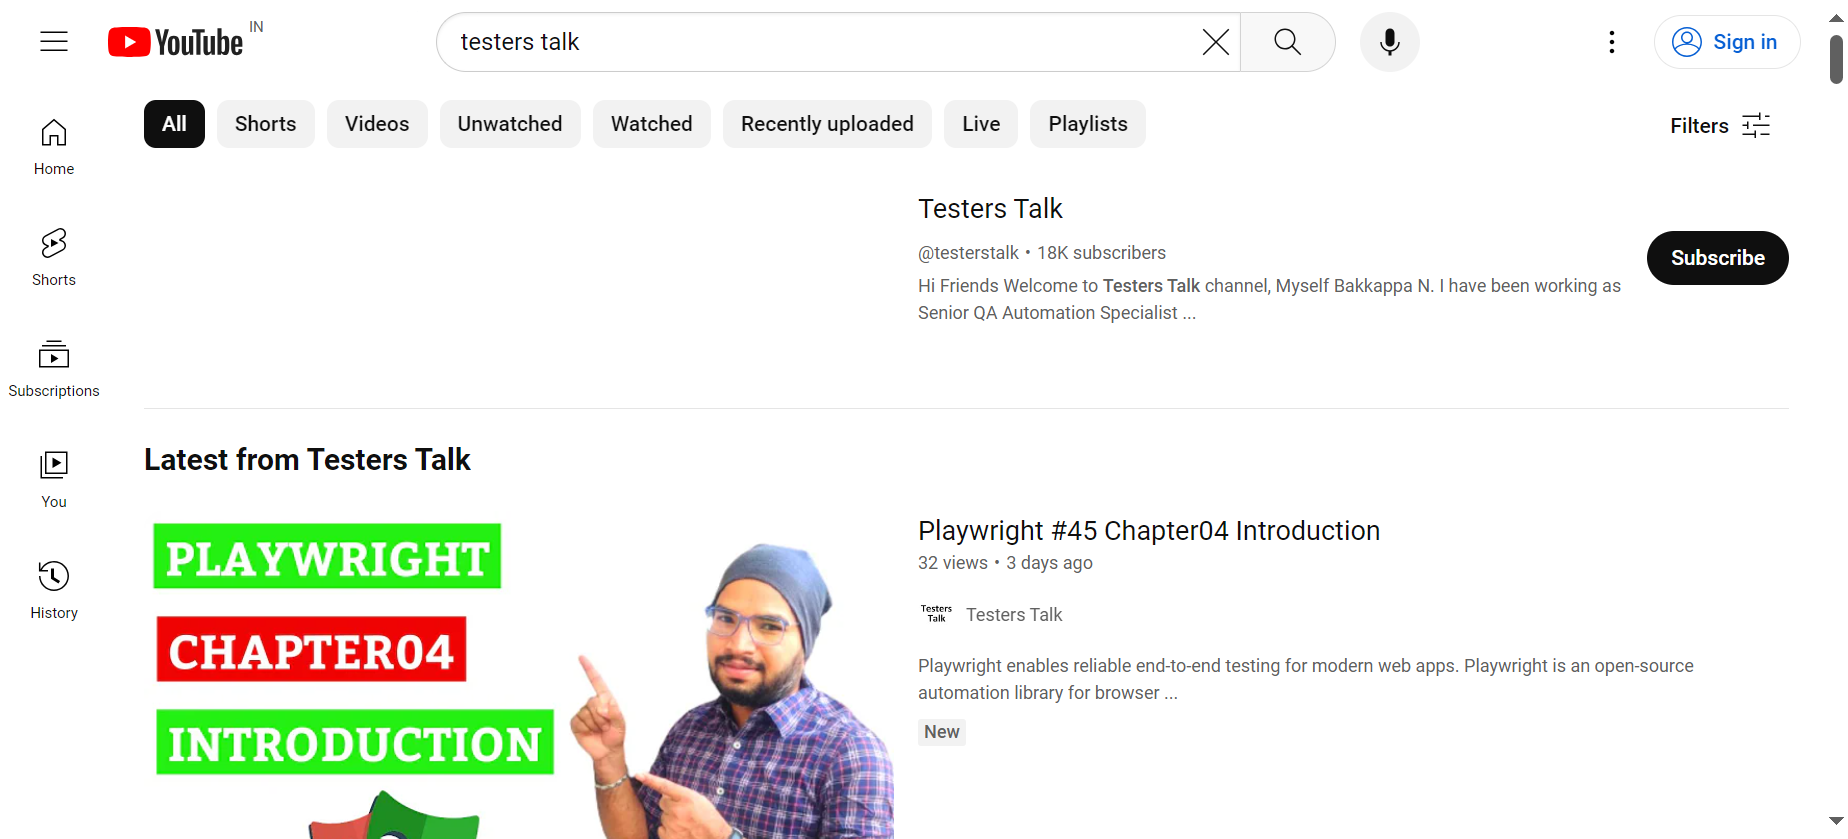 YouTube IN
testers talk
Sign in
All Shorts Videos Unwatched Watched Recently uploaded Live Playlists
Filters
Home
Shorts
Subscriptions
You
History
Testers Talk
@testerstalk • 18K subscribers
Hi Friends Welcome to Testers Talk channel, Myself Bakkappa N. I have been working as
Senior QA Automation Specialist ...
Subscribe
Latest from Testers Talk
PLAYWRIGHT
CHAPTER04
INTRODUCTION
Playwright #45 Chapter04 Introduction
32 views • 3 days ago
Testers
Talk
Testers Talk
Playwright enables reliable end-to-end testing for modern web apps. Playwright is an open-source
automation library for browser ...
New